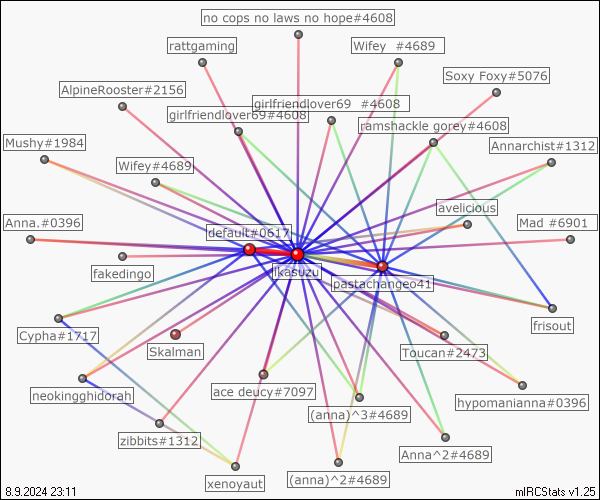 no cops no laws no hope#4608
rattgaming
Wifey  #4689
Soxy Foxy#5076
AlpineRooster#2156
girlfriendlover69  #4608
girlfriendlover69#4608
ramshackle gorey#4608
Mushy#1984
Annarchist#1312
Wifey#4689
avelicious
Anna.#0396
Mad  #6901
default#0617
fakedingo
ikasuzu
pastachangeo41
frisout
Cypha#1717
Skalman
Toucan#2473
neokingghidorah
ace deucy#7097
hypomanianna#0396
(anna)^3#4689
zibbits#1312
Anna^2#4689
xenoyaut
(anna)^2#4689
8.9.2024 23:11
mIRCStats v1.25